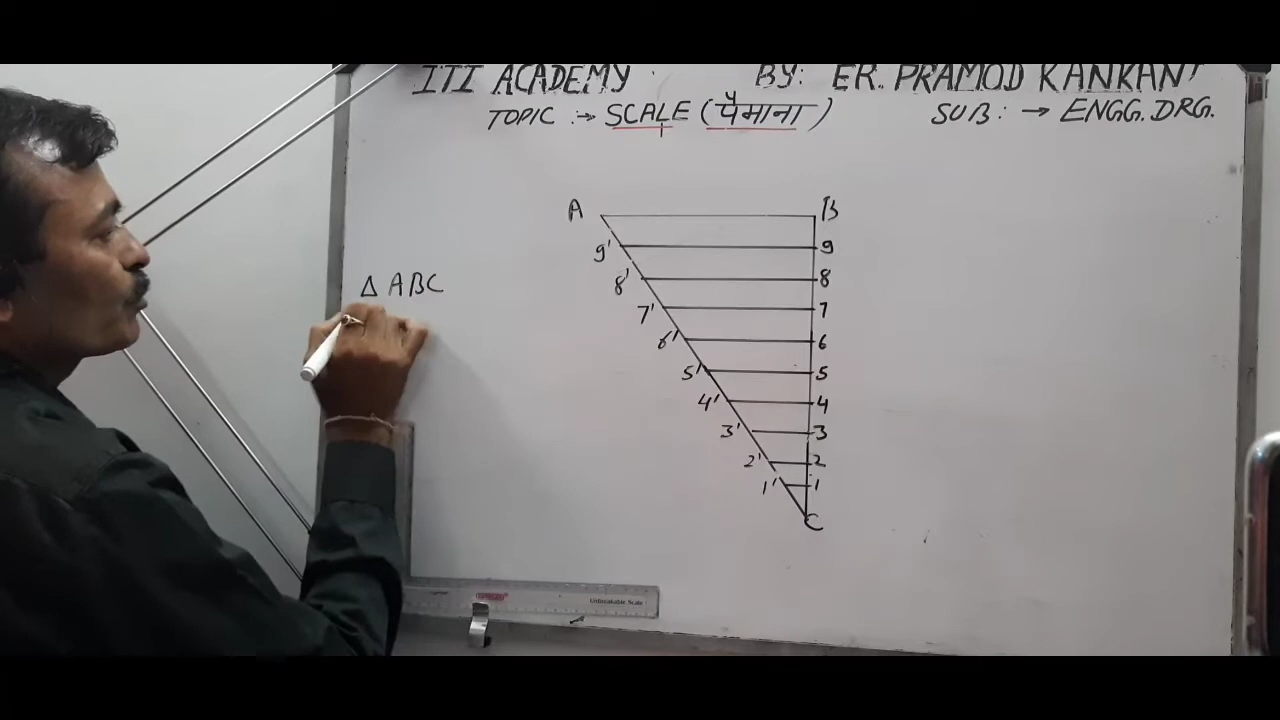 ITI ACADEMY BY: ER. PRAMOD KANKANI
TOPIC :→ SCALE (पैमाना) SUB: → ENGG. DRG.
A B
9' 9
8' 8
Δ ABC
7' 7
6' 6
5' 5
4' 4
3' 3
2' 2
1' 1
C
Unbreakable Scale